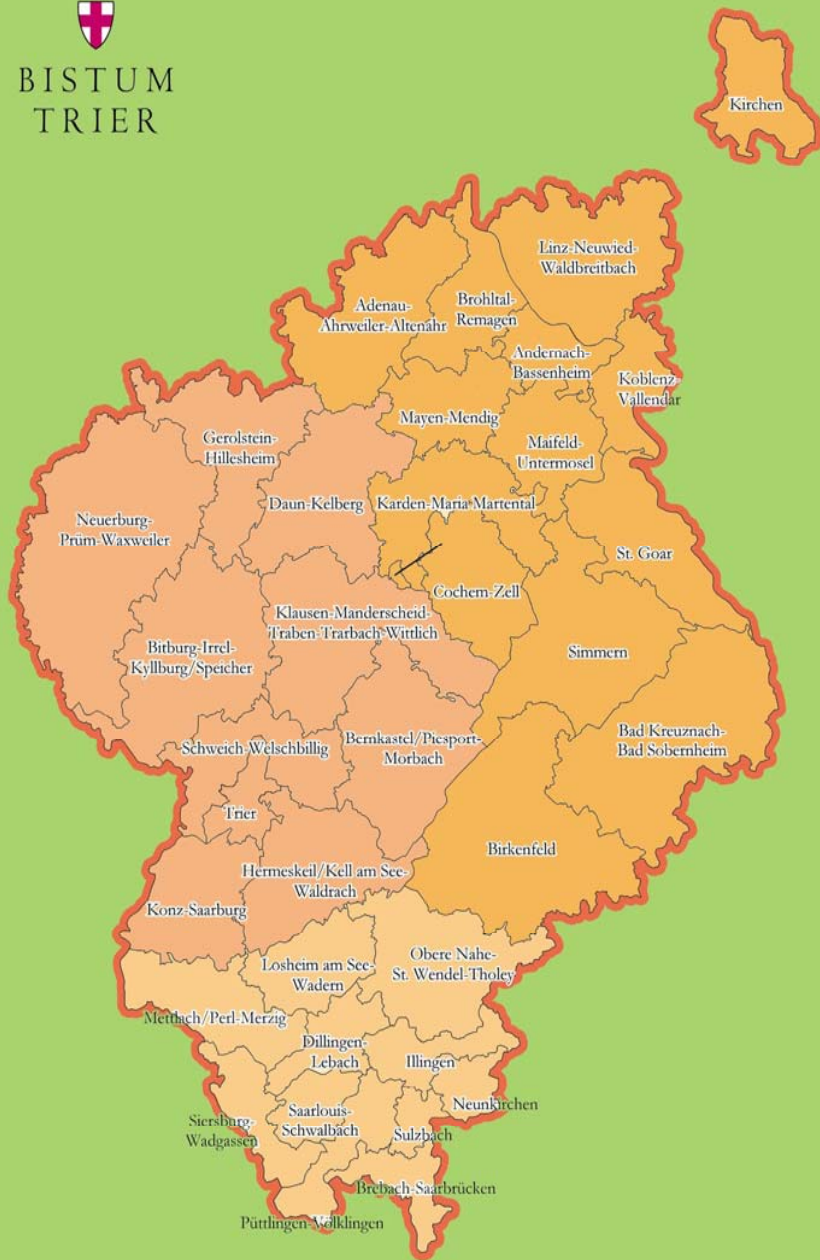 BISTUM
TRIER
Kirchen
Linz-Neuwied-
Waldbreitbach
Adenau-
Ahrweiler-Altenahr
Brohltal-
Remagen
Andernach-
Bassenheim
Koblenz-
Vallendar
Mayen-Mendig
Maifeld-
Untermosel
Gerolstein-
Hillesheim
Daun-Kelberg
Karden-Maria Martental
Neuerburg-
Prüm-Waxweiler
St. Goar
Cochem-Zell
Klausen-Manderscheid-
Traben-Trarbach-Wittlich
Bitburg-Irrel-
Kyllburg/Speicher
Simmern
Bad Kreuznach-
Bad Sobernheim
Schweich-Welschbillig
Bernkastel/Piesport-
Morbach
Trier
Birkenfeld
Hermeskeil/Kell am See-
Waldrach
Konz-Saarburg
Losheim am See-
Wadern
Obere Nahe-
St. Wendel-Tholey
Mettlach/Perl-Merzig
Dillingen-
Lebach
Illingen
Neunkirchen
Siersburg-
Wadgassen
Saarlouis-
Schwalbach
Sulzbach
Brebach-Saarbrücken
Püttlingen-Völklingen